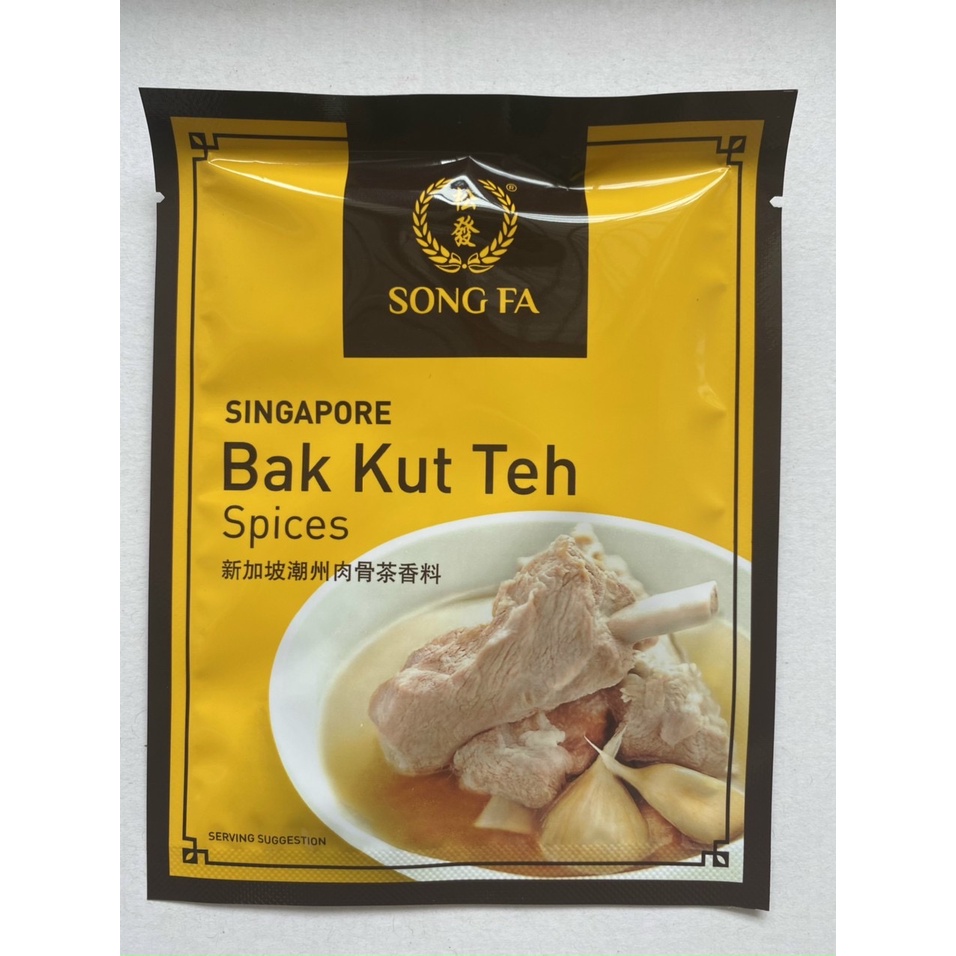 松
發
®
SONG FA
SINGAPORE
Bak Kut Teh
Spices
新加坡潮州肉骨茶香料
SERVING SUGGESTION